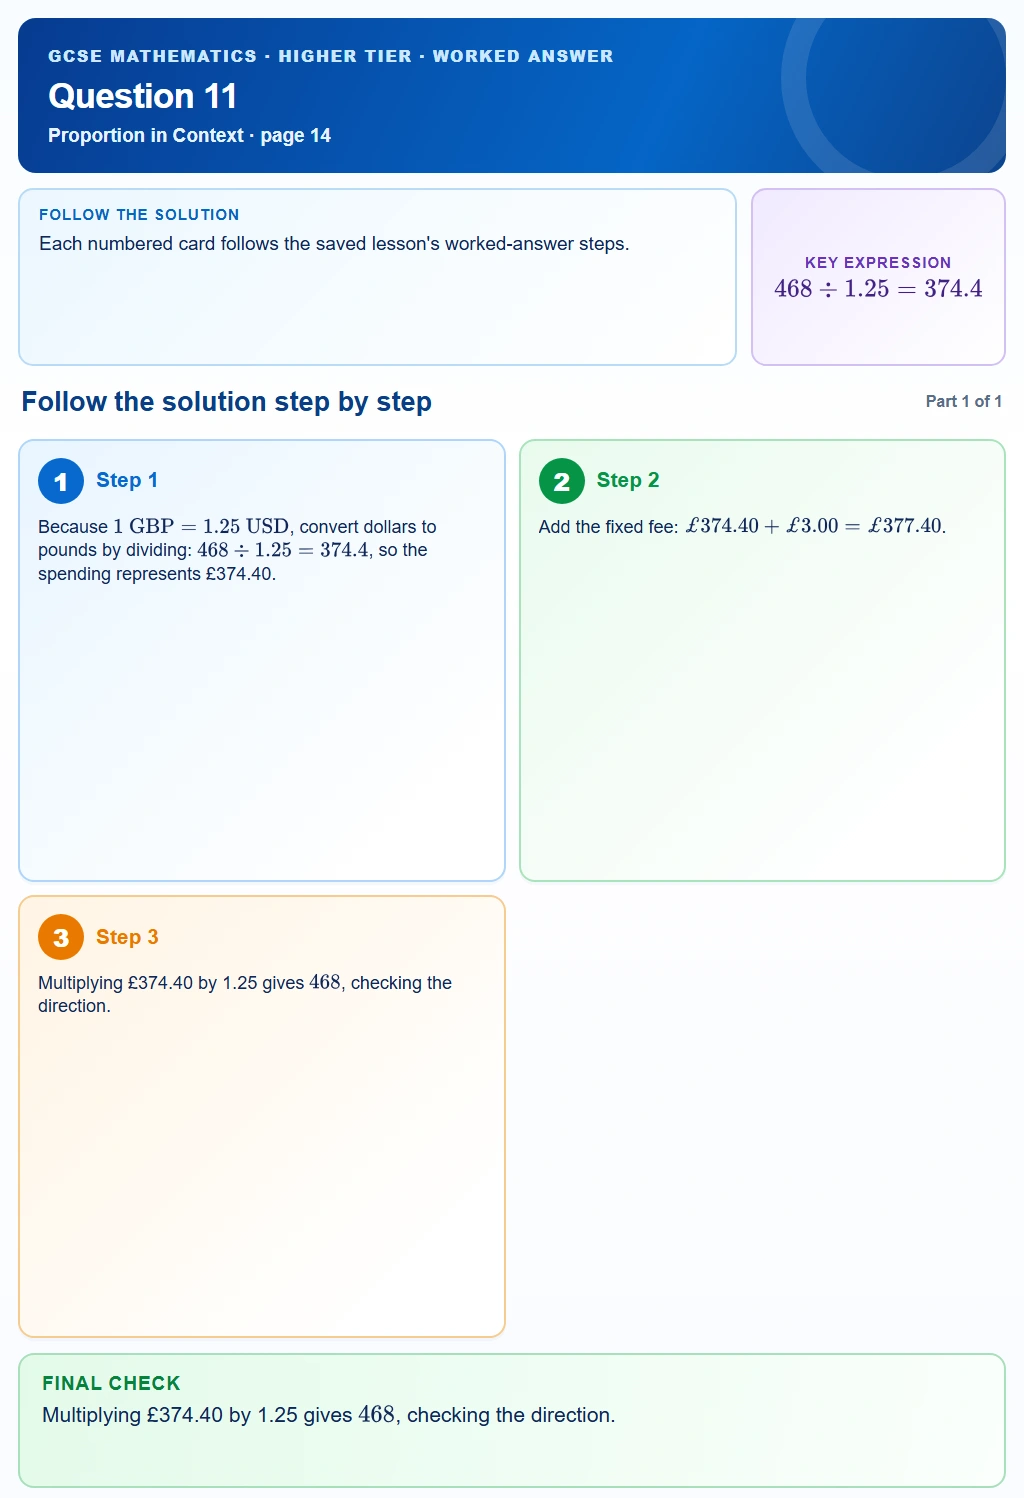 GCSE MATHEMATICS · HIGHER TIER · WORKED ANSWER
Question 11
Proportion in Context · page 14
FOLLOW THE SOLUTION
Each numbered card follows the saved lesson's worked-answer steps.
KEY EXPRESSION
468 ÷ 1.25 = 374.4
Follow the solution step by step
Part 1 of 1
1 Step 1
Because 1 GBP = 1.25 USD, convert dollars to
pounds by dividing: 468 ÷ 1.25 = 374.4, so the
spending represents £374.40.
2 Step 2
Add the fixed fee: £374.40 + £3.00 = £377.40.
3 Step 3
Multiplying £374.40 by 1.25 gives 468, checking the
direction.
FINAL CHECK
Multiplying £374.40 by 1.25 gives 468, checking the direction.